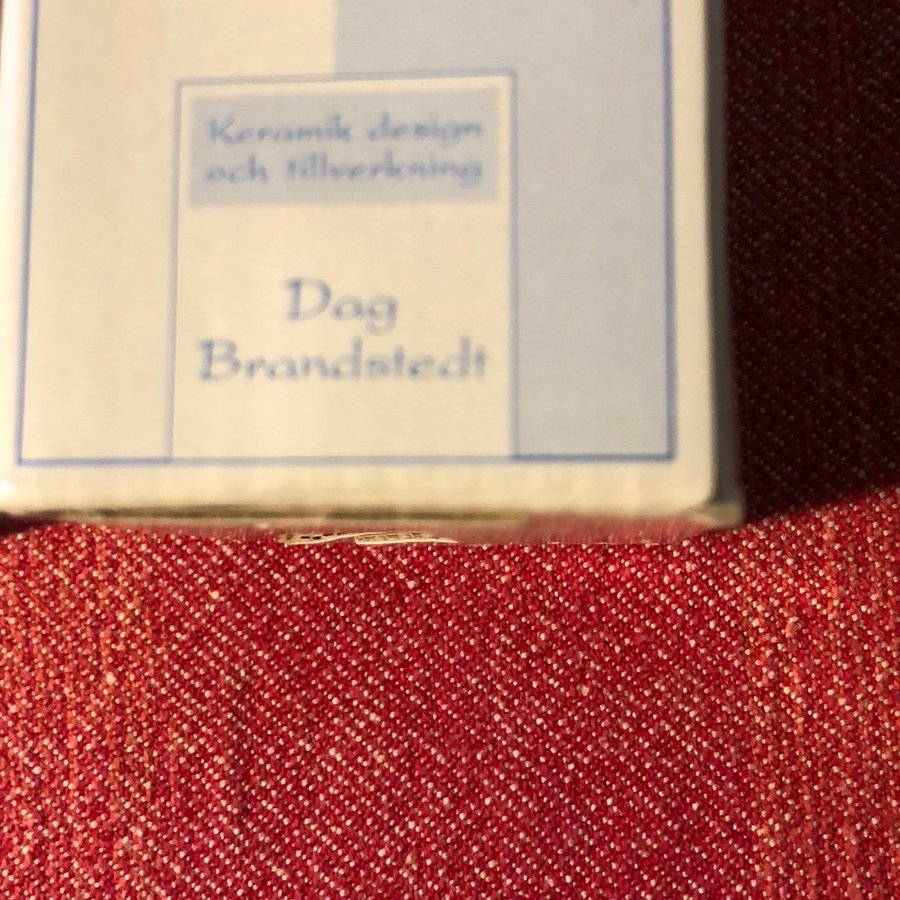 Keramik design
och tillverkning
Dag
Brandstedt